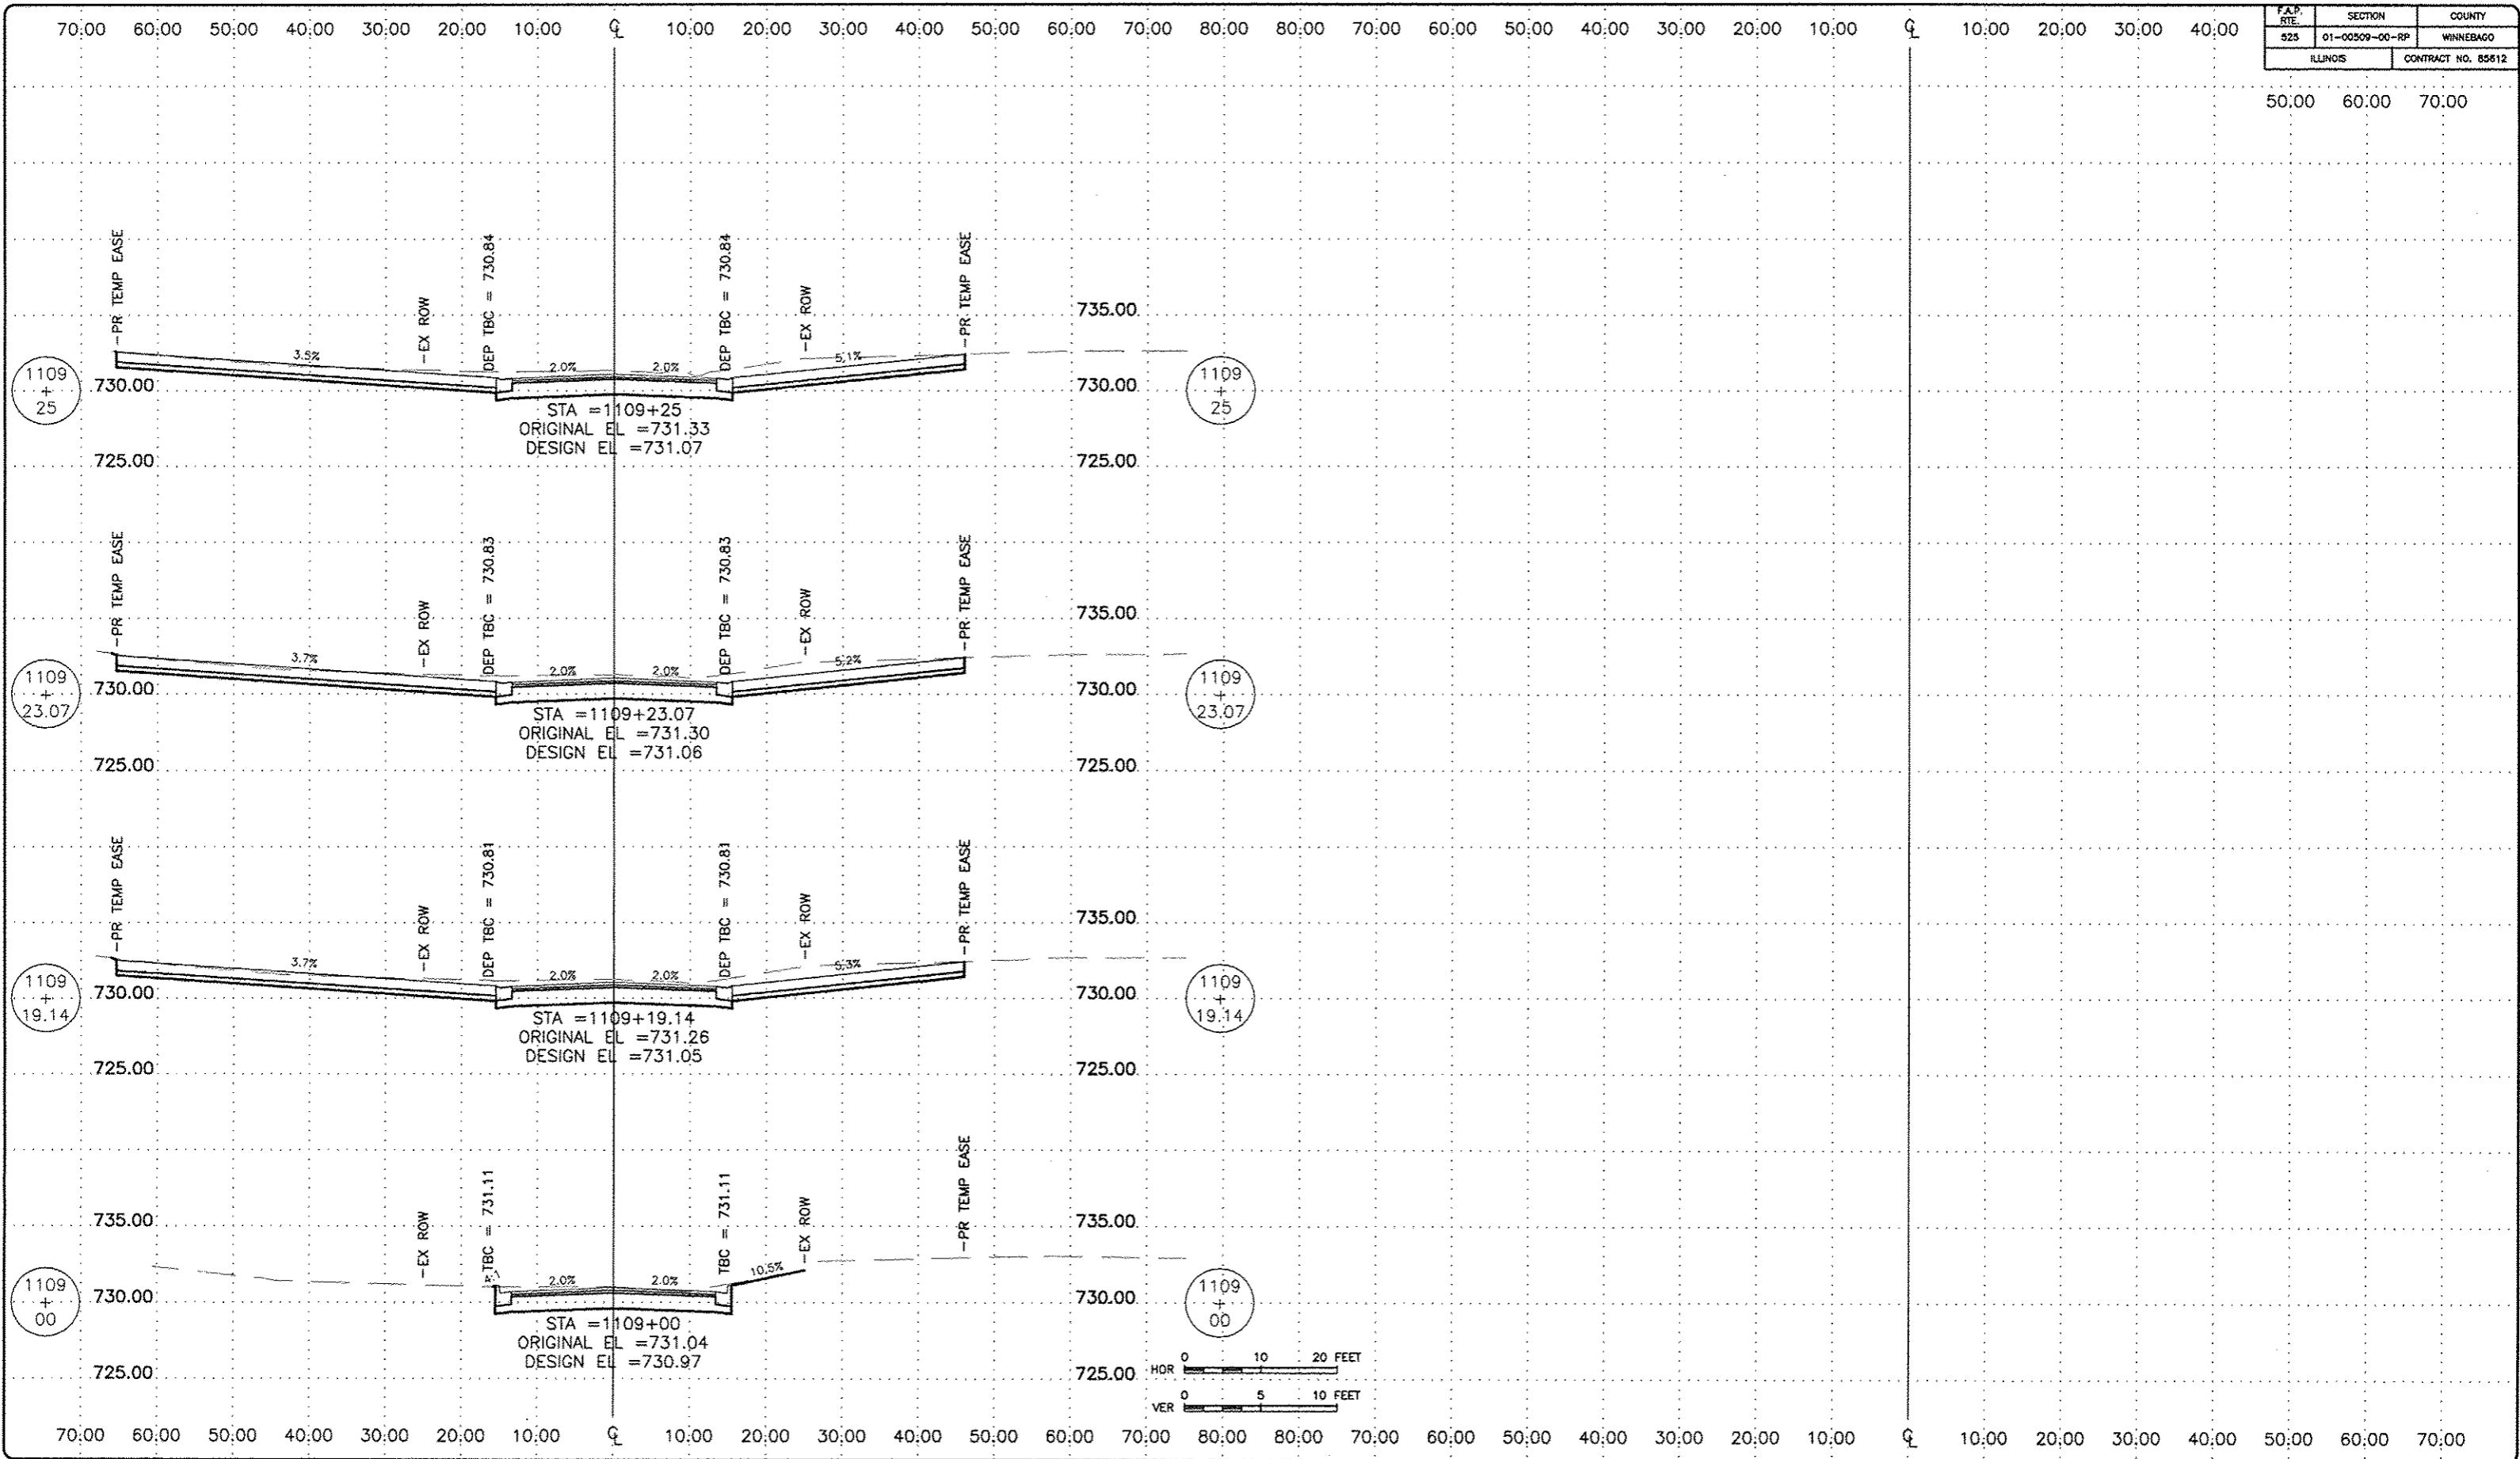 70:00 60:00 50:00 40:00 30:00 20:00 10:00 ℄ 10:00 20:00 30:00 40:00 50:00 60:00 70:00 80:00 80:00 70:00 60:00 50:00 40:00 30:00 20:00 10:00 ℄ 10:00 20:00 30:00 40:00
F.A.P. RTE. SECTION COUNTY
525 01-00509-00-RP WINNEBAGO
ILLINOIS CONTRACT NO. 85612
50:00 60:00 70:00
PR TEMP EASE
EX ROW
DEP TBC = 730.84
DEP TBC = 730.84
EX ROW
PR TEMP EASE
735.00
3.5% 2.0% 2.0% 5.1%
1109 + 25
730.00 730.00
1109 + 25
STA =1109+25
ORIGINAL EL =731.33
DESIGN EL =731.07
725.00 725.00
PR TEMP EASE
EX ROW
DEP TBC = 730.83
DEP TBC = 730.83
EX ROW
PR TEMP EASE
735.00
3.7% 2.0% 2.0% 5.2%
1109 + 23.07
730.00 730.00
1109 + 23.07
STA =1109+23.07
ORIGINAL EL =731.30
DESIGN EL =731.06
725.00 725.00
PR TEMP EASE
EX ROW
DEP TBC = 730.81
DEP TBC = 730.81
EX ROW
PR TEMP EASE
735.00
3.7% 2.0% 2.0% 5.3%
1109 + 19.14
730.00 730.00
1109 + 19.14
STA =1109+19.14
ORIGINAL EL =731.26
DESIGN EL =731.05
725.00 725.00
EX ROW
TBC = 731.11
TBC = 731.11
EX ROW
PR TEMP EASE
735.00 735.00
2.0% 2.0% 10.5%
1109 + 00
730.00 730.00
1109 + 00
STA =1109+00
ORIGINAL EL =731.04
DESIGN EL =730.97
725.00 725.00
HOR 0 10 20 FEET
VER 0 5 10 FEET
70:00 60:00 50:00 40:00 30:00 20:00 10:00 ℄ 10:00 20:00 30:00 40:00 50:00 60:00 70:00 80:00 80:00 70:00 60:00 50:00 40:00 30:00 20:00 10:00 ℄ 10:00 20:00 30:00 40:00 50:00 60:00 70:00